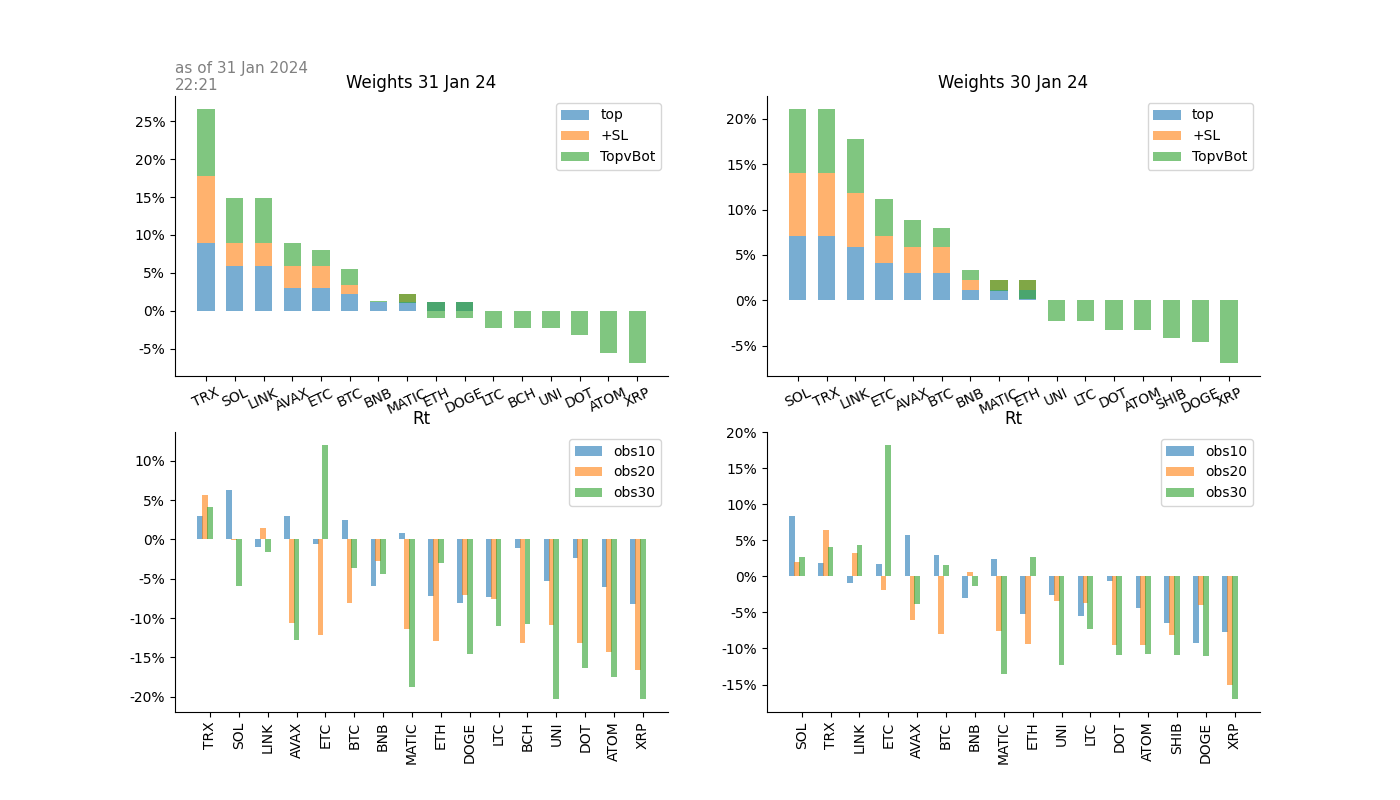 as of 31 Jan 2024
22:21
Weights 31 Jan 24
25%
20%
15%
10%
5%
0%
-5%
top
+SL
TopvBot
TRX SOL LINK AVAX ETC BTC BNB MATIC ETH DOGE LTC BCH UNI DOT ATOM XRP
Weights 30 Jan 24
20%
15%
10%
5%
0%
-5%
top
+SL
TopvBot
SOL TRX LINK ETC AVAX BTC BNB MATIC ETH UNI LTC DOT ATOM SHIB DOGE XRP
Rt
10%
5%
0%
-5%
-10%
-15%
-20%
obs10
obs20
obs30
TRX SOL LINK AVAX ETC BTC BNB MATIC ETH DOGE LTC BCH UNI DOT ATOM XRP
Rt
20%
15%
10%
5%
0%
-5%
-10%
-15%
obs10
obs20
obs30
SOL TRX LINK ETC AVAX BTC BNB MATIC ETH UNI LTC DOT ATOM SHIB DOGE XRP